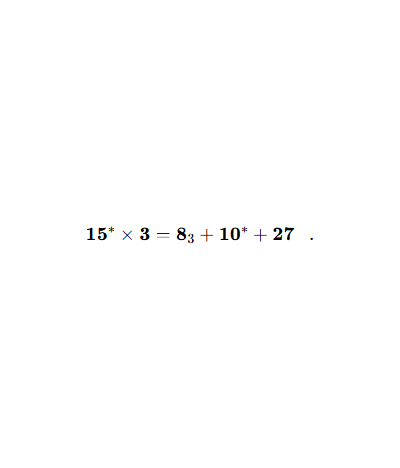 15* × 3 = 8₃ + 10* + 27 .